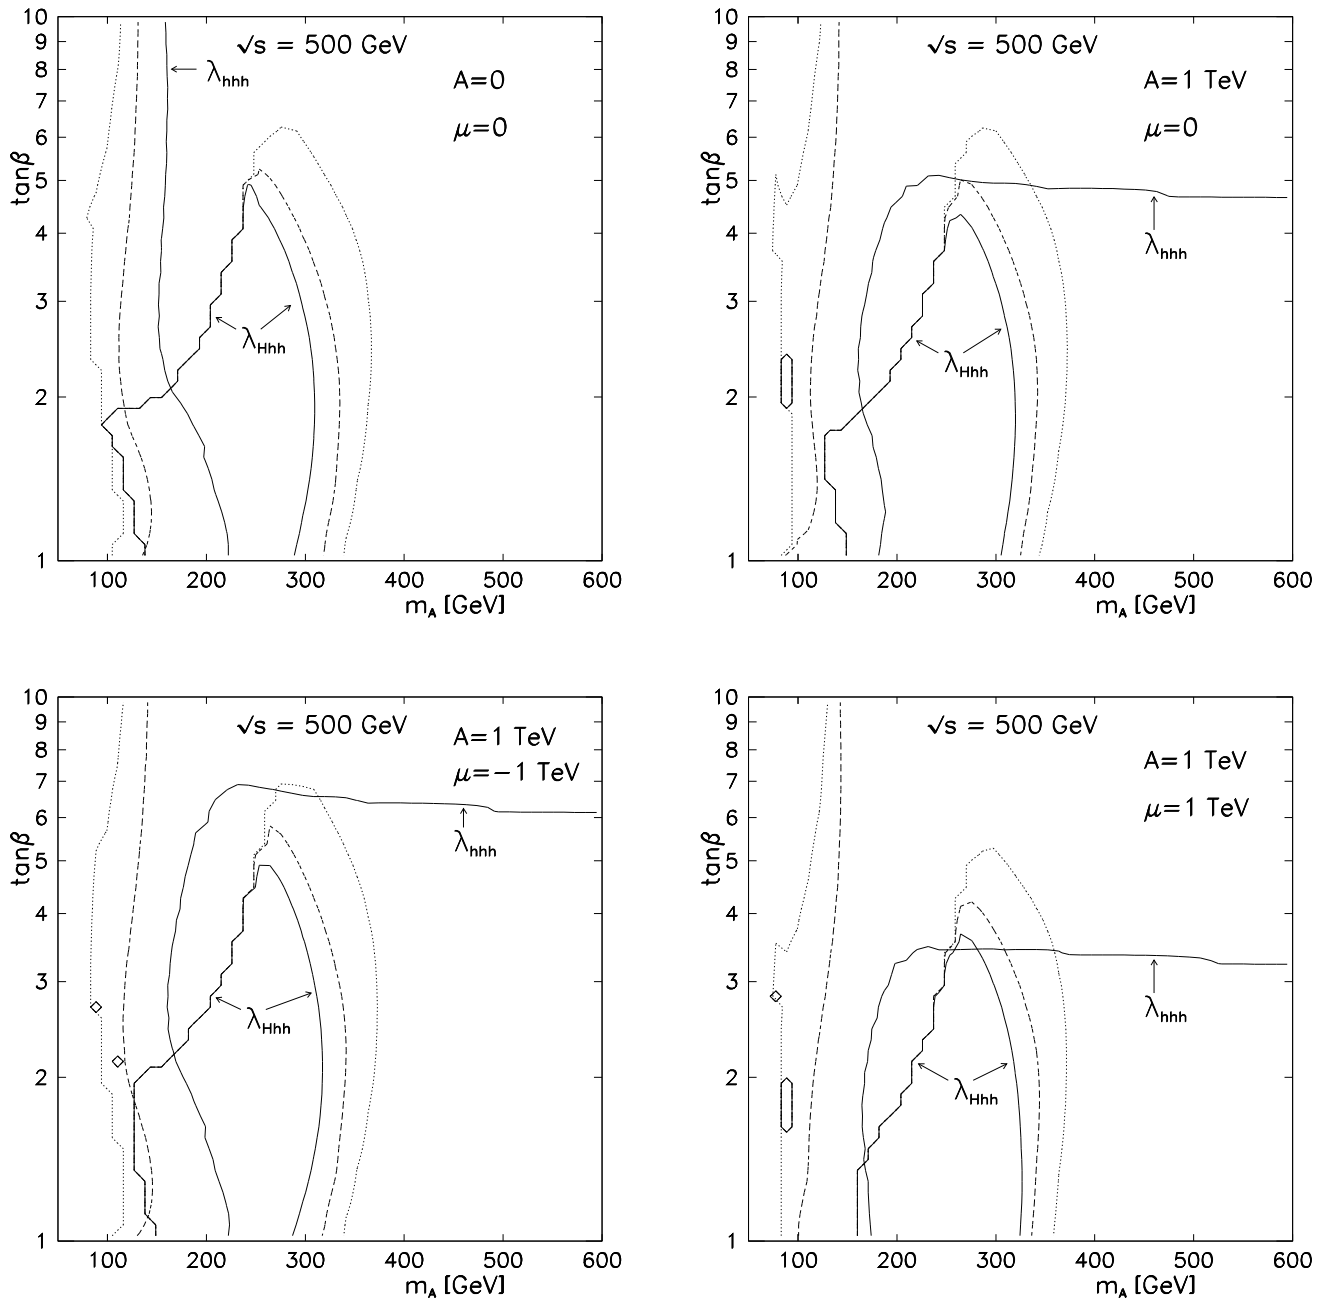 √s = 500 GeV
A=0
μ=0
λhhh
λHhh
tanβ
10
9
8
7
6
5
4
3
2
1
100 200 300 400 500 600
mA [GeV]
√s = 500 GeV
A=1 TeV
μ=0
λhhh
λHhh
tanβ
10
9
8
7
6
5
4
3
2
1
100 200 300 400 500 600
mA [GeV]
√s = 500 GeV
A=1 TeV
μ=−1 TeV
λhhh
λHhh
tanβ
10
9
8
7
6
5
4
3
2
1
100 200 300 400 500 600
mA [GeV]
√s = 500 GeV
A=1 TeV
μ=1 TeV
λhhh
λHhh
tanβ
10
9
8
7
6
5
4
3
2
1
100 200 300 400 500 600
mA [GeV]